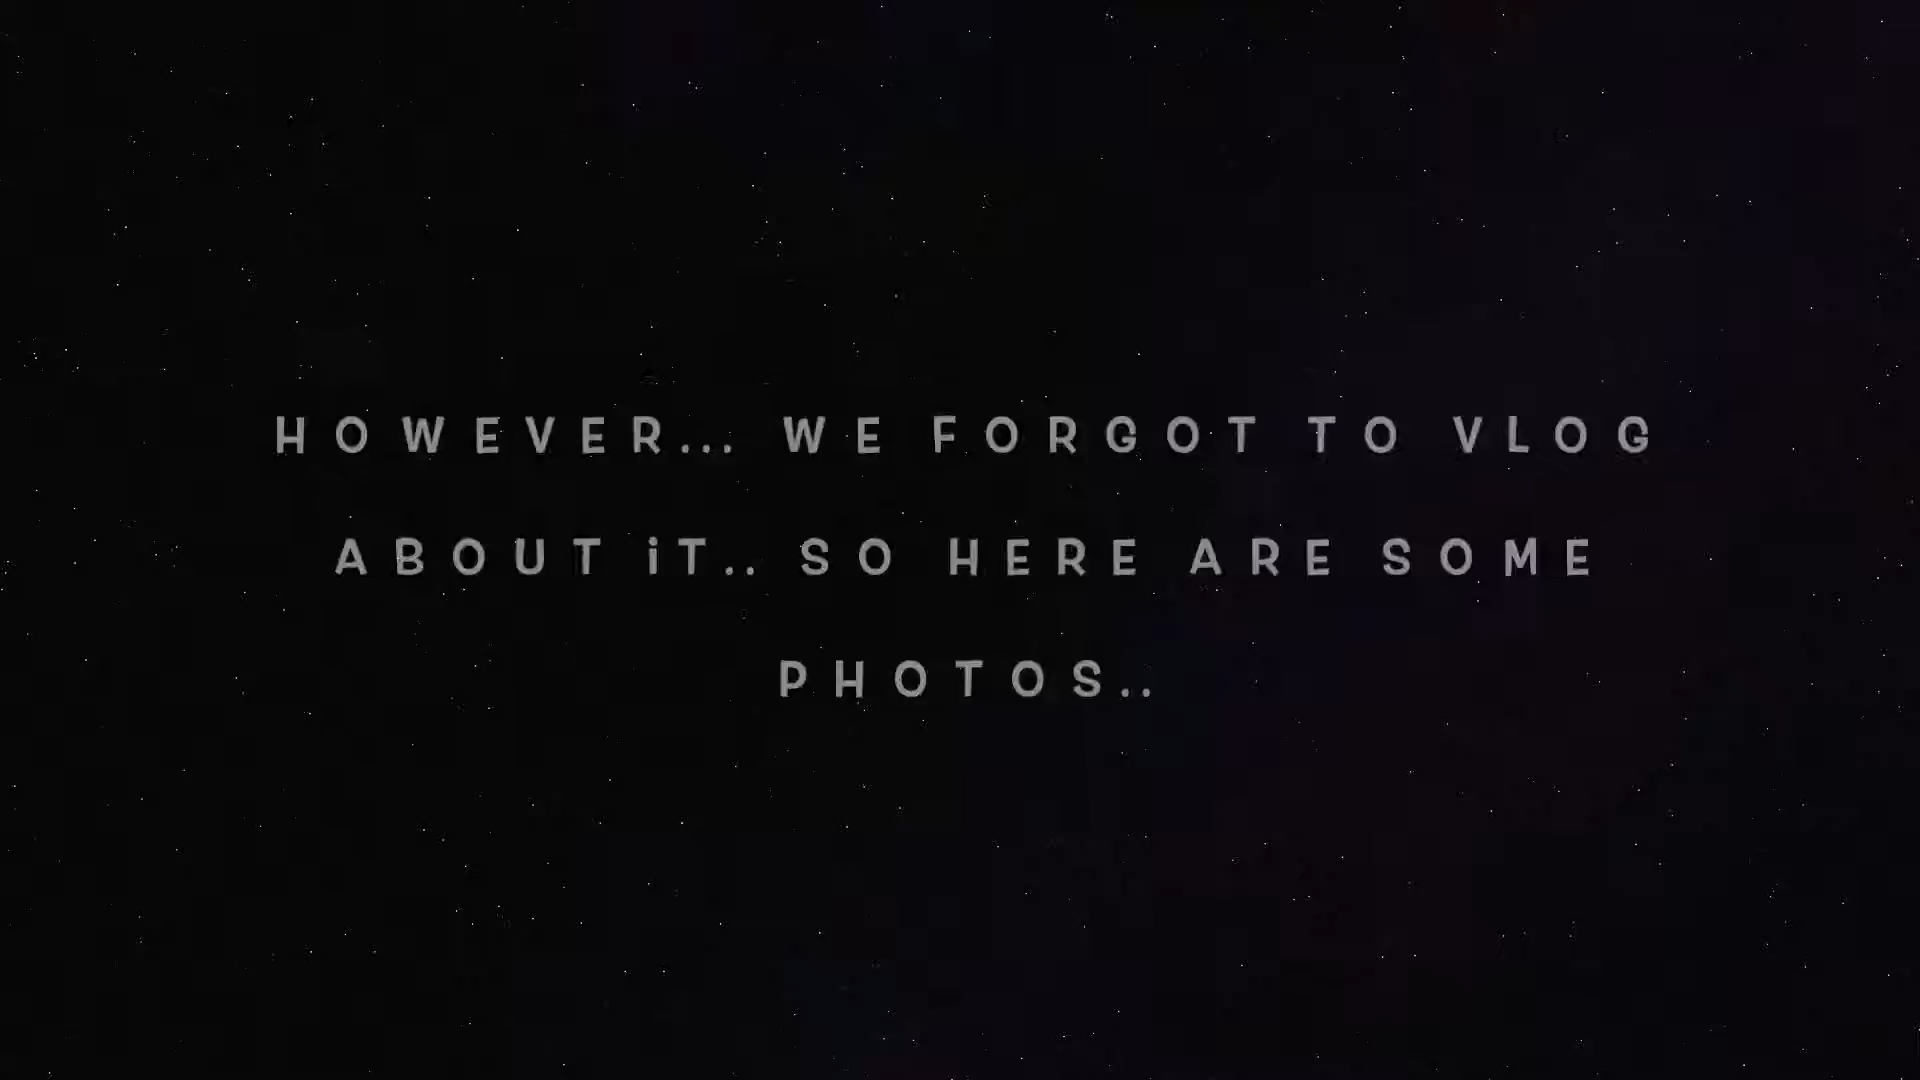 HOWEVER... WE FORGOT TO VLOG
ABOUT iT.. SO HERE ARE SOME
PHOTOS..